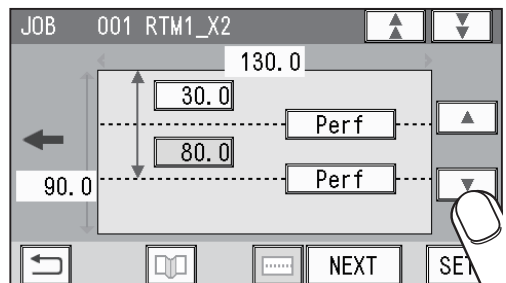 JOB 001 RTM1_X2
130.0
30.0
Perf
80.0
Perf
90.0
NEXT
SET